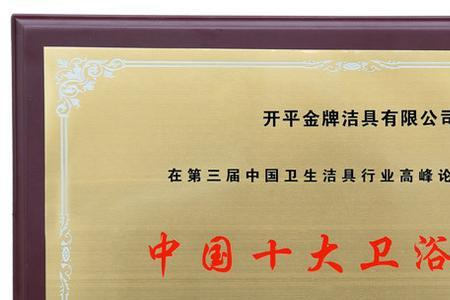 开平金牌洁具有限公司
在第三届中国卫生洁具行业高峰论
中国十大卫浴